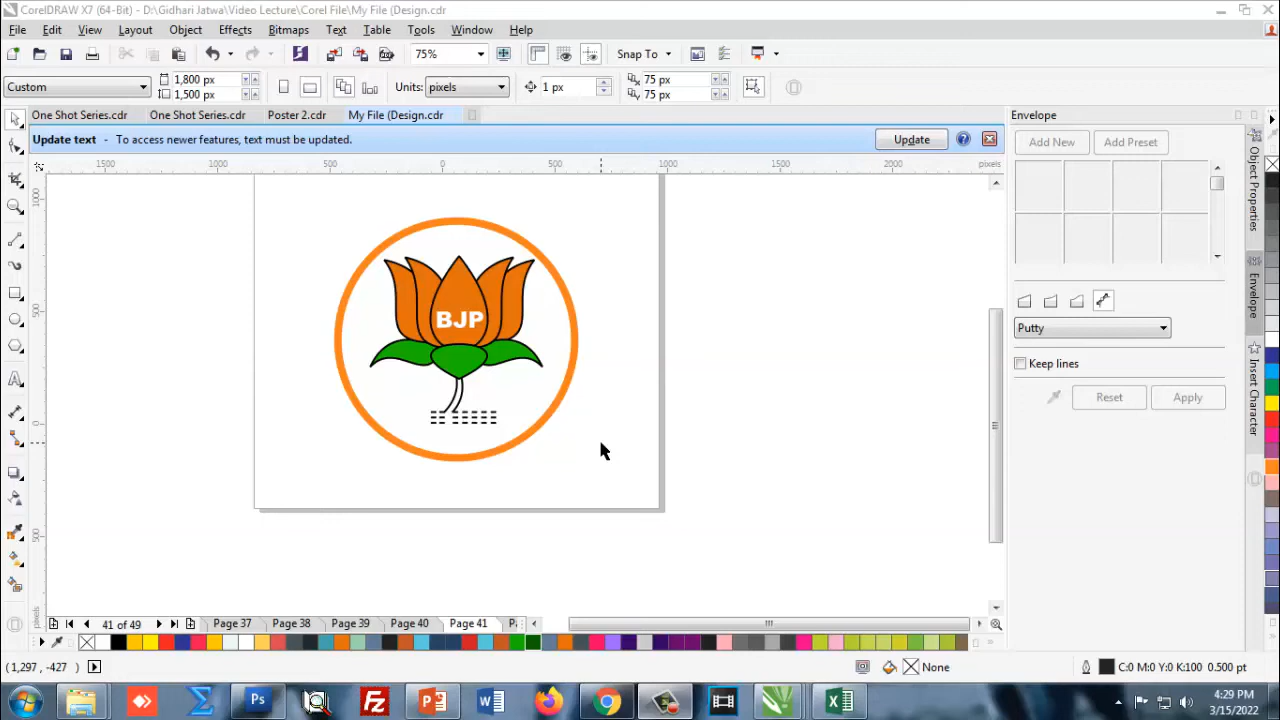 CorelDRAW X7 (64-Bit) - D:\Gidhari Jatwa\Video Lecture\Corel File\My File (Design.cdr
File Edit View Layout Object Effects Bitmaps Text Table Tools Window Help
75% Snap To
Custom 1,800 px 1,500 px Units: pixels 1 px 75 px 75 px
One Shot Series.cdr One Shot Series.cdr Poster 2.cdr My File (Design.cdr
Update text - To access newer features, text must be updated. Update
1500 1000 500 0 500 1000 1500 2000 pixels
1000
500
0
500
pixels
BJP
Envelope
Add New Add Preset
Putty
Keep lines
Reset Apply
Object Properties
Envelope
Insert Character
41 of 49 Page 37 Page 38 Page 39 Page 40 Page 41
(1,297 , -427 ) None C:0 M:0 Y:0 K:100 0.500 pt
4:29 PM
3/15/2022